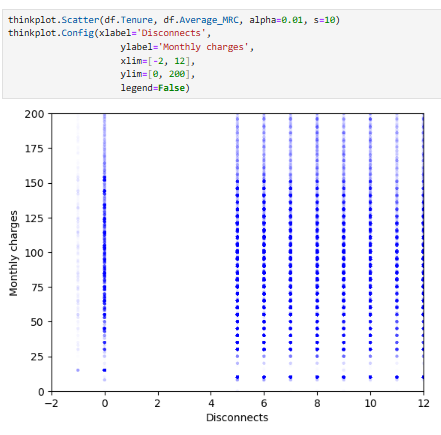 thinkplot.Scatter(df.Tenure, df.Average_MRC, alpha=0.01, s=10)
thinkplot.Config(xlabel='Disconnects',
ylabel='Monthly charges',
xlim=[-2, 12],
ylim=[0, 200],
legend=False)
200
175
150
125
100
75
50
25
0
Monthly charges
−2 0 2 4 6 8 10 12
Disconnects